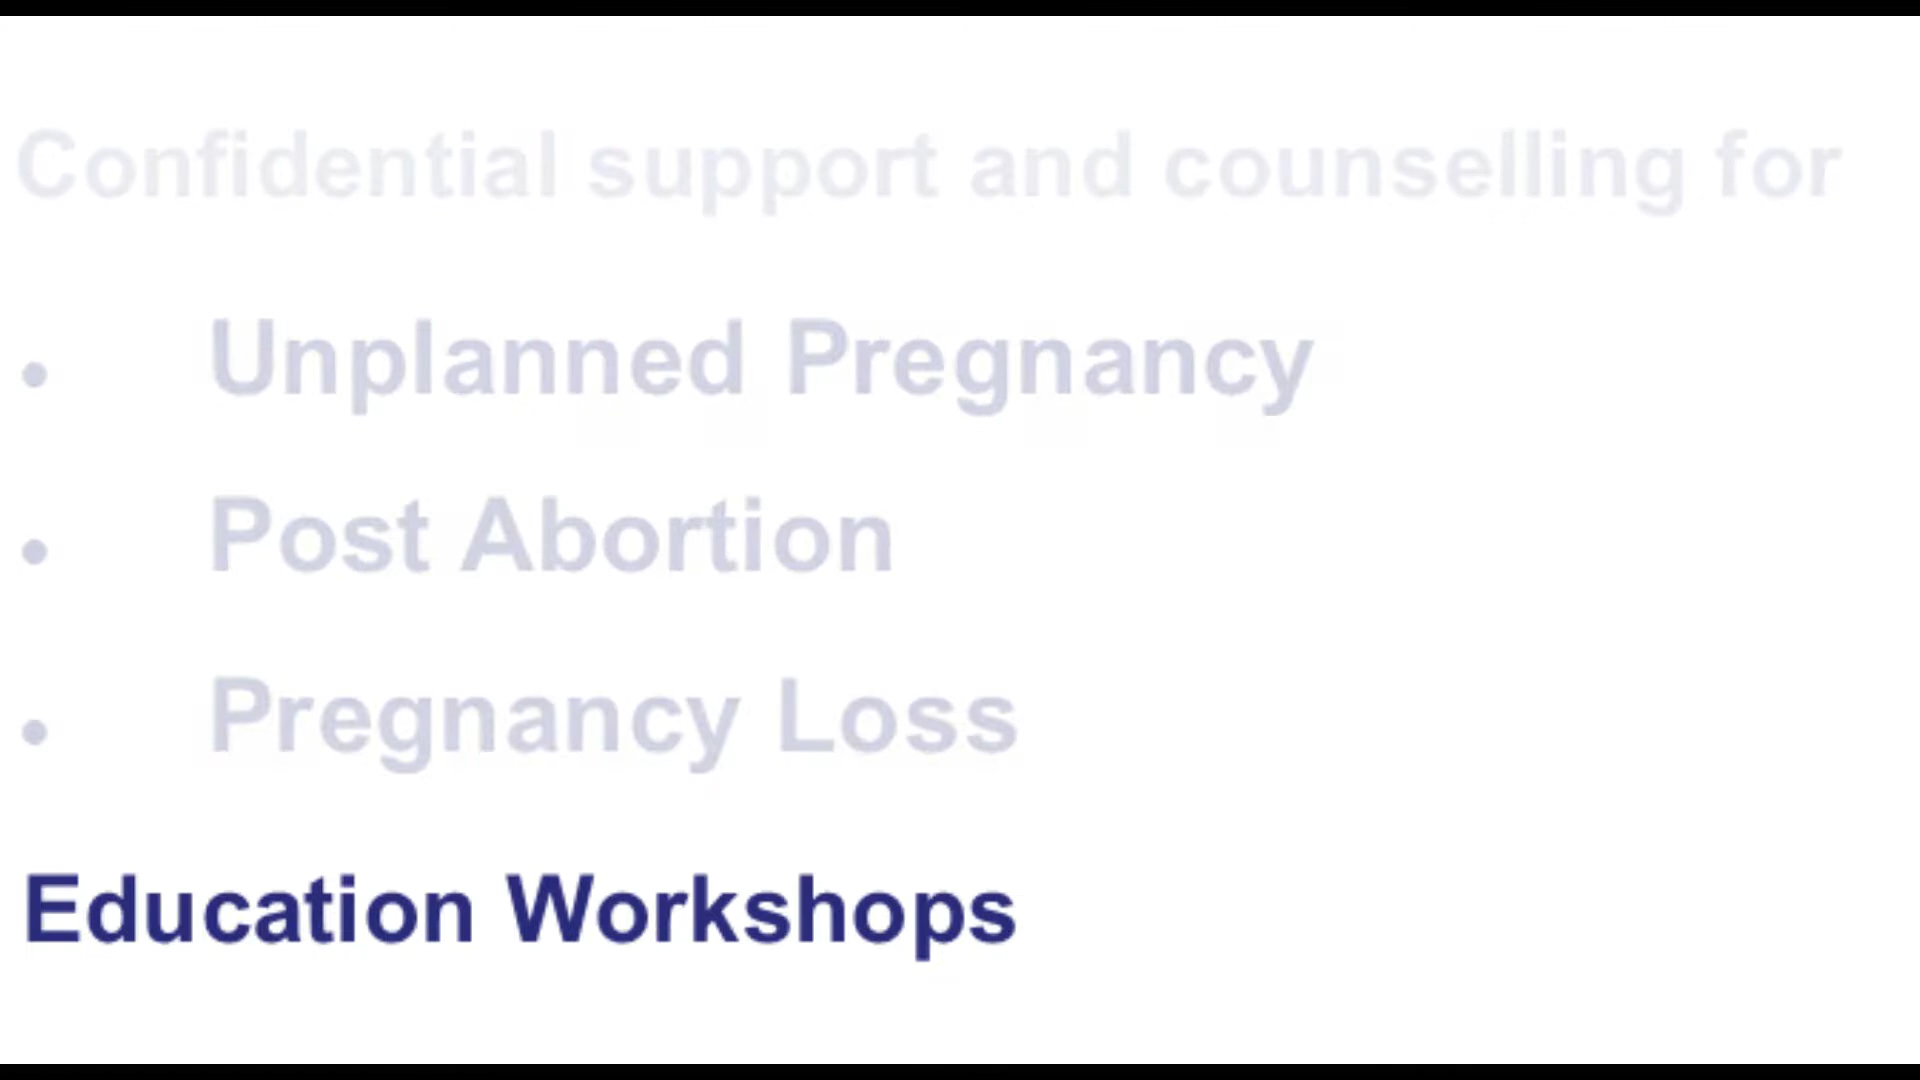 Confidential support and counselling for
• Unplanned Pregnancy
• Post Abortion
• Pregnancy Loss
Education Workshops